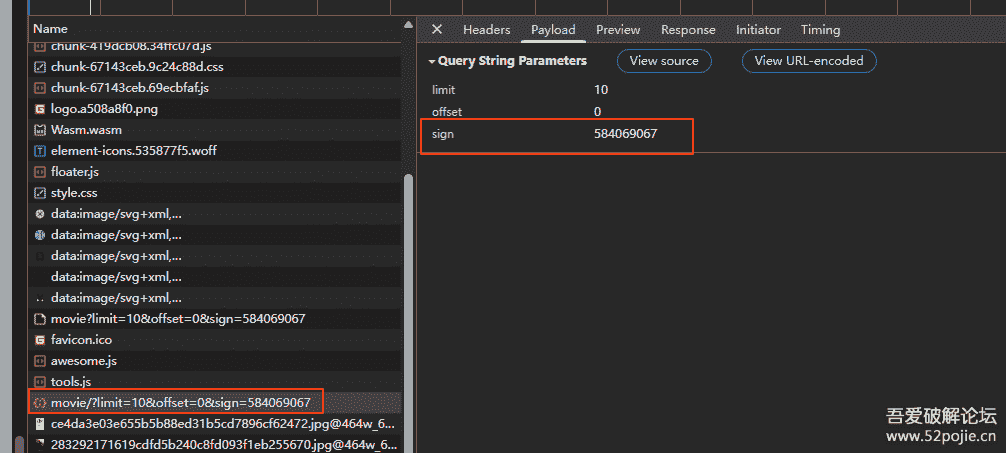 Name
chunk-419dcb08.34ffc07d.js
chunk-67143ceb.9c24c88d.css
chunk-67143ceb.69ecbfaf.js
logo.a508a8f0.png
Wasm.wasm
element-icons.535877f5.woff
floater.js
style.css
data:image/svg+xml,...
data:image/svg+xml,...
data:image/svg+xml,...
data:image/svg+xml,...
data:image/svg+xml,...
movie?limit=10&offset=0&sign=584069067
favicon.ico
awesome.js
tools.js
movie/?limit=10&offset=0&sign=584069067
ce4da3e03e655b5b88ed31b5cd7896cf62472.jpg@464w_6...
283292171619cdfd5b240c8fd093f1eb255670.jpg@464w_6...
Headers Payload Preview Response Initiator Timing
Query String Parameters View source View URL-encoded
limit 10
offset 0
sign 584069067
吾爱破解论坛
www.52pojie.cn